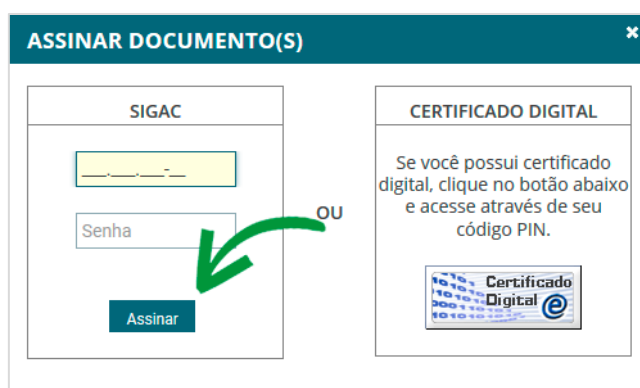 ASSINAR DOCUMENTO(S)
SIGAC
___.___.___-__
Senha
Assinar
OU
CERTIFICADO DIGITAL
Se você possui certificado
digital, clique no botão abaixo
e acesse através de seu
código PIN.
Certificado
Digital